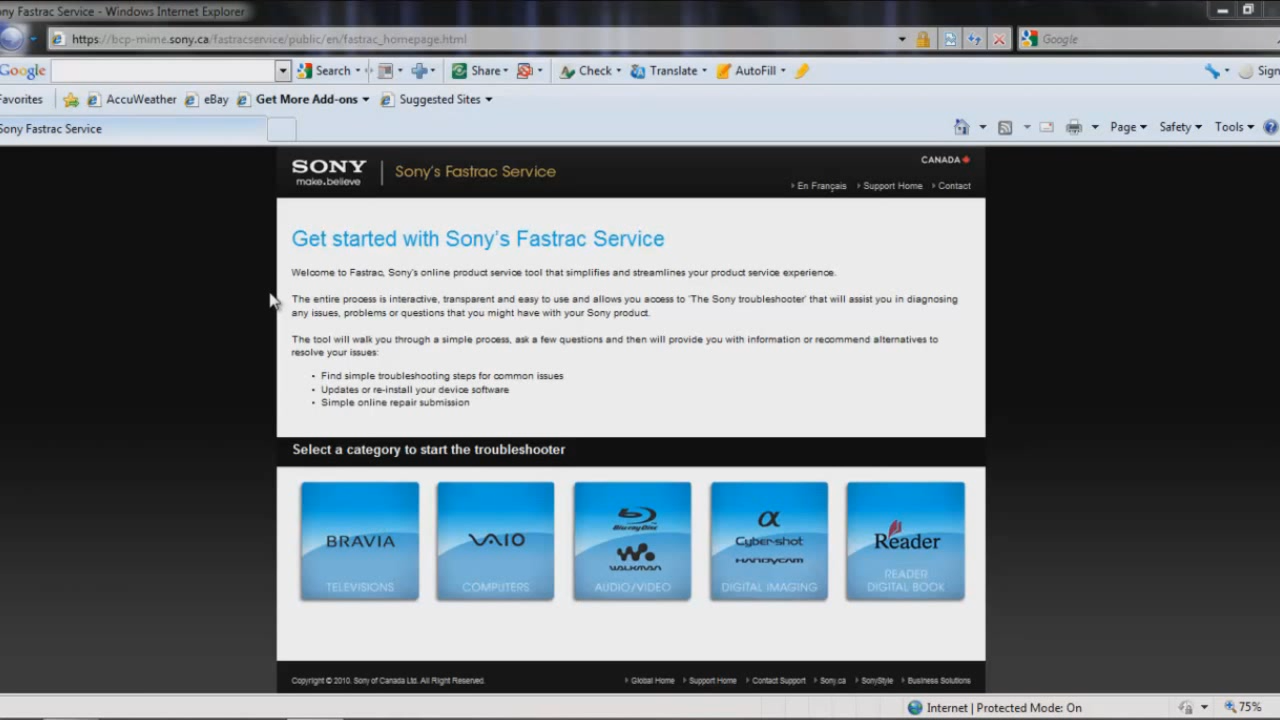 ny Fastrac Service - Windows Internet Explorer
https://bcp-mime.sony.ca/fastracservice/public/en/fastrac_homepage.html
Google
Google Search Share Check Translate AutoFill Sign
Favorites AccuWeather eBay Get More Add-ons Suggested Sites
Sony Fastrac Service Page Safety Tools
SONY
make.believe
Sony's Fastrac Service
CANADA
En Français Support Home Contact
Get started with Sony's Fastrac Service
Welcome to Fastrac, Sony's online product service tool that simplifies and streamlines your product service experience.
The entire process is interactive, transparent and easy to use and allows you access to 'The Sony troubleshooter' that will assist you in diagnosing
any issues, problems or questions that you might have with your Sony product.
The tool will walk you through a simple process, ask a few questions and then will provide you with information or recommend alternatives to
resolve your issues:
• Find simple troubleshooting steps for common issues
• Updates or re-install your device software
• Simple online repair submission
Select a category to start the troubleshooter
BRAVIA
TELEVISIONS
VAIO
COMPUTERS
Blu-ray Disc
WALKMAN
AUDIO/VIDEO
α
Cyber-shot
HANDYCAM
DIGITAL IMAGING
Reader
READER
DIGITAL BOOK
Copyright © 2010. Sony of Canada Ltd. All Right Reserved.
Global Home Support Home Contact Support Sony.ca SonyStyle Business Solutions
Internet | Protected Mode: On 75%